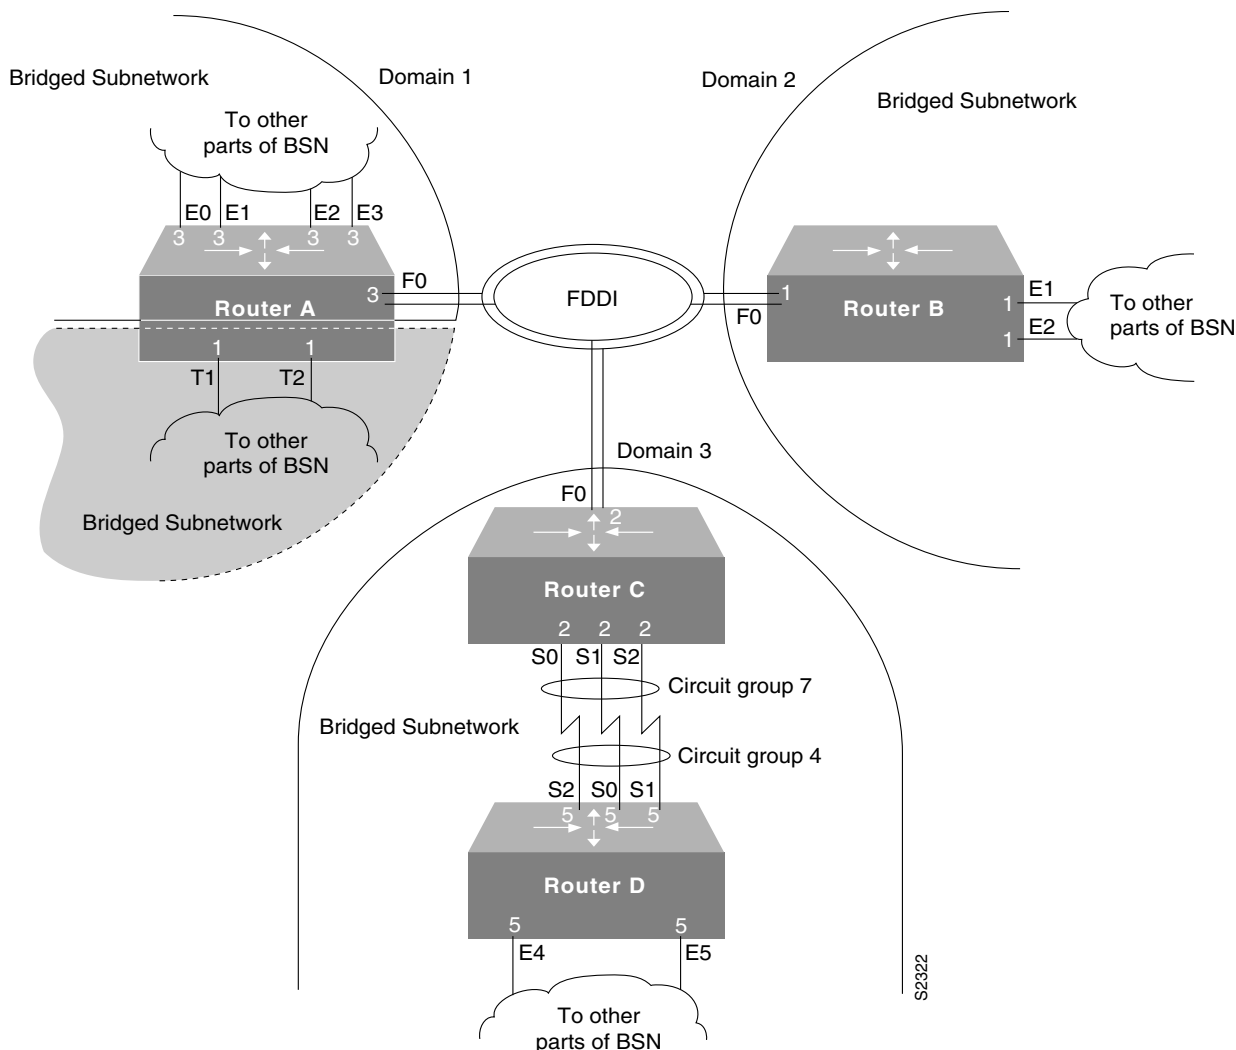 Bridged Subnetwork
Domain 1
Domain 2
Bridged Subnetwork
To other
parts of BSN
E0 E1 E2 E3
3 3 3 3
F0
3
Router A
FDDI
1
F0
Router B
E1
1
E2
1
To other
parts of BSN
1 1
T1 T2
To other
parts of BSN
Bridged Subnetwork
Domain 3
F0
2
Router C
2 2 2
S0 S1 S2
Circuit group 7
Bridged Subnetwork
Circuit group 4
S2 S0 S1
5 5 5
Router D
5 5
E4 E5
To other
parts of BSN
S2322